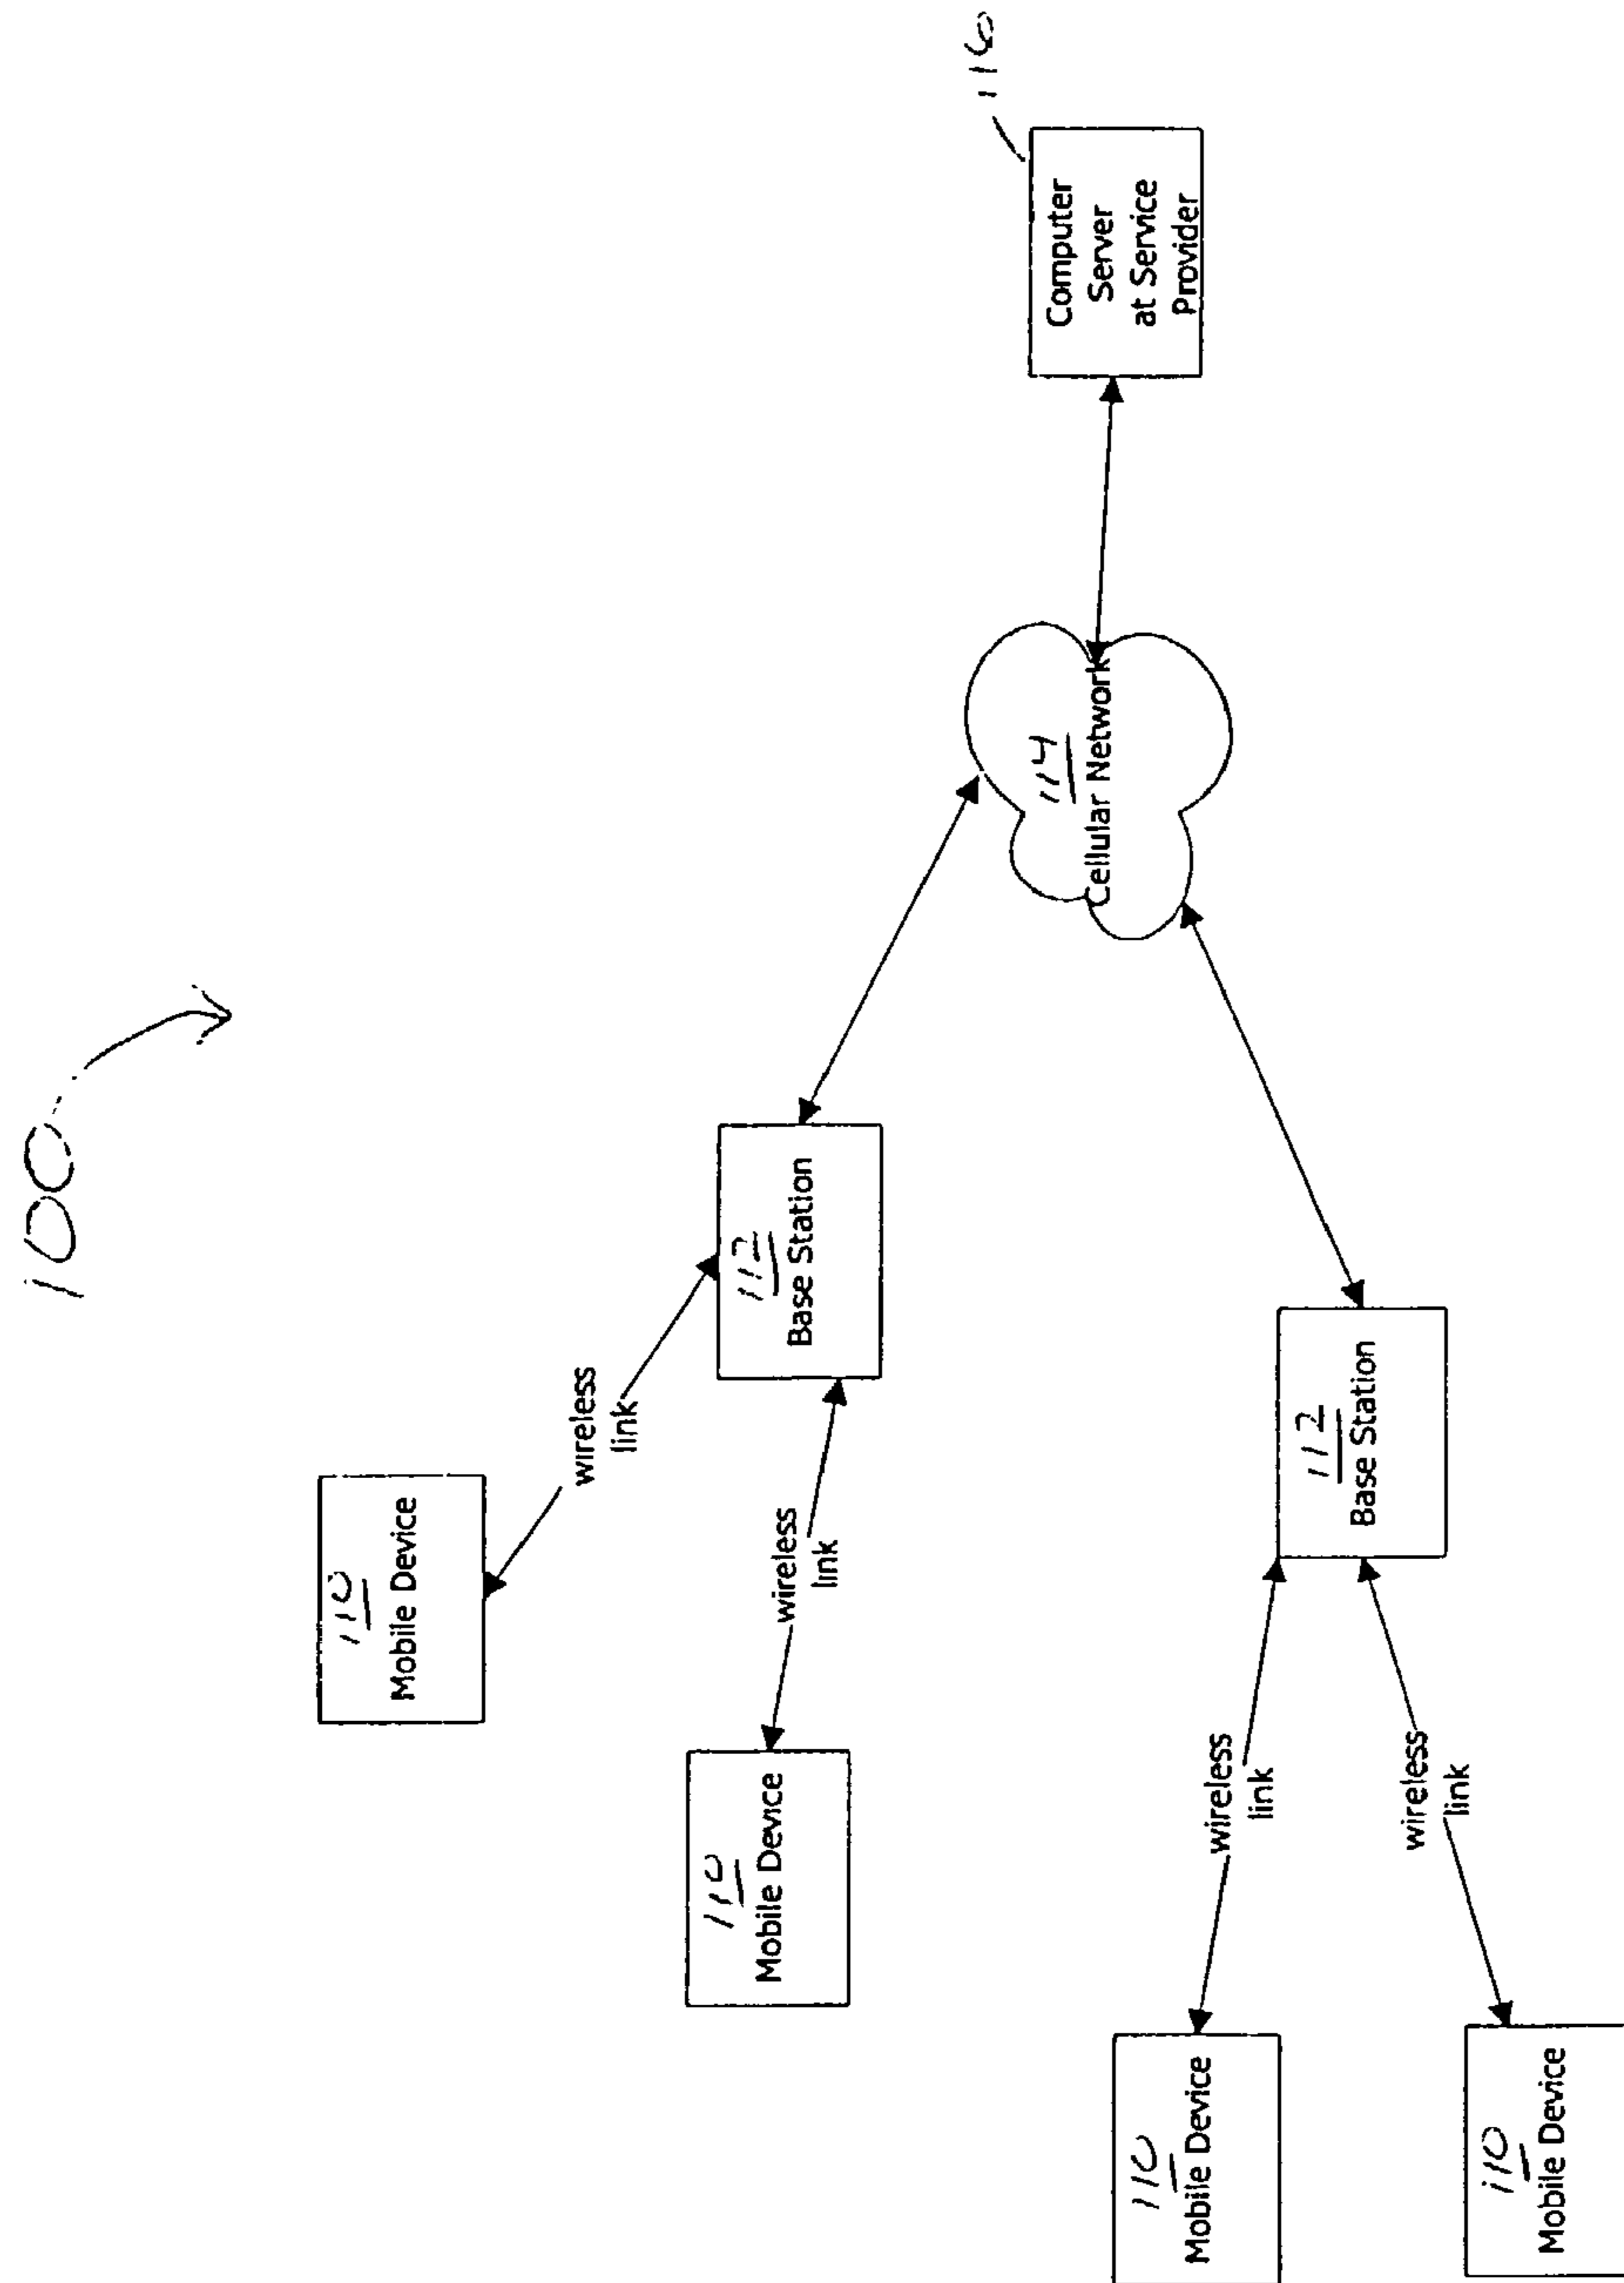 100
110
Mobile Device
wireless
link
110
Mobile Device
wireless
link
112
Base Station
116
114
Cellular Network
Computer
Server
at Service
Provider
110
Mobile Device
wireless
link
112
Base Station
wireless
link
110
Mobile Device